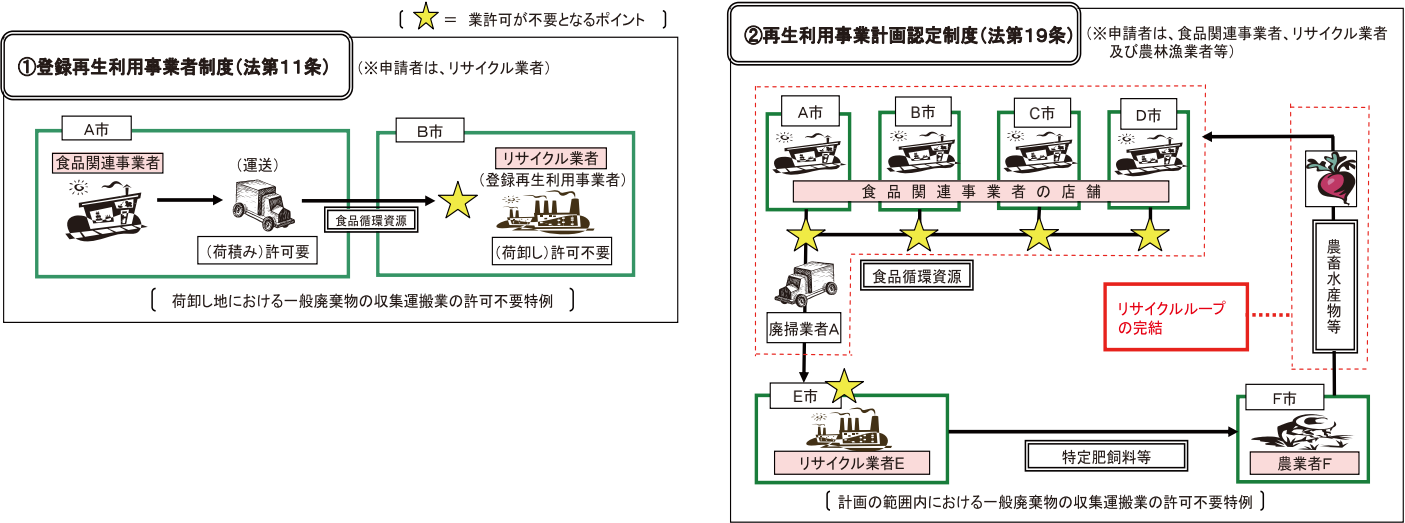 〔 ＝ 業許可が不要となるポイント 〕
①登録再生利用事業者制度（法第１１条）
（※申請者は、リサイクル業者）
A市
食品関連事業者
（運送）
（荷積み）許可要
食品循環資源
B市
リサイクル業者
（登録再生利用事業者）
（荷卸し）許可不要
〔 荷卸し地における一般廃棄物の収集運搬業の許可不要特例 〕
②再生利用事業計画認定制度（法第１９条）
（※申請者は、食品関連事業者、リサイクル業者
及び農林漁業者等）
A市
B市
C市
D市
食品関連事業者の店舗
食品循環資源
廃掃業者A
リサイクルループ
の完結
農畜水産物等
E市
リサイクル業者E
特定肥飼料等
F市
農業者F
〔 計画の範囲内における一般廃棄物の収集運搬業の許可不要特例 〕